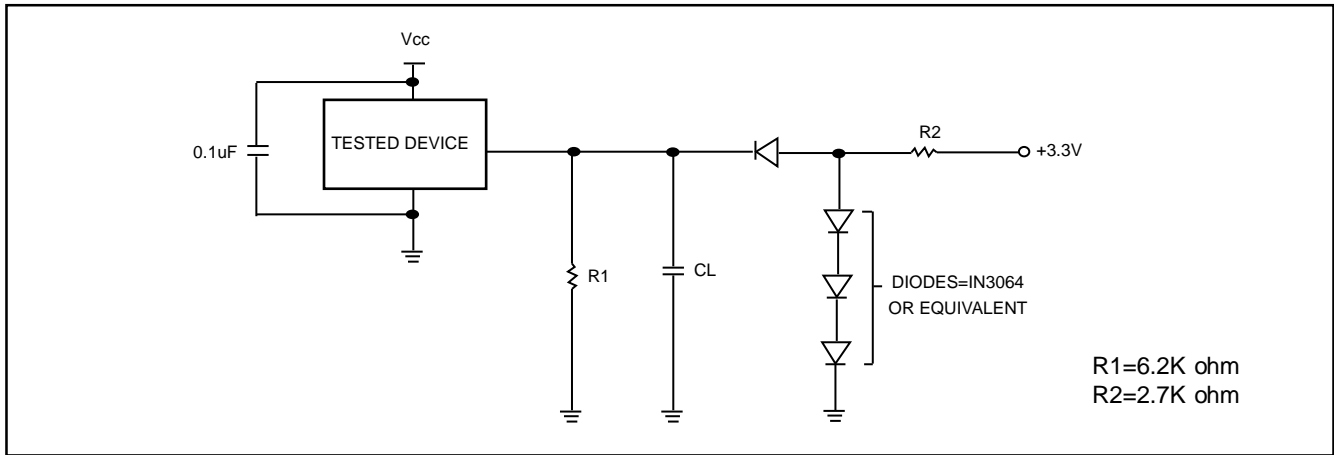 Vcc
0.1uF
TESTED DEVICE
R2
+3.3V
R1
CL
DIODES=IN3064
OR EQUIVALENT
R1=6.2K ohm
R2=2.7K ohm